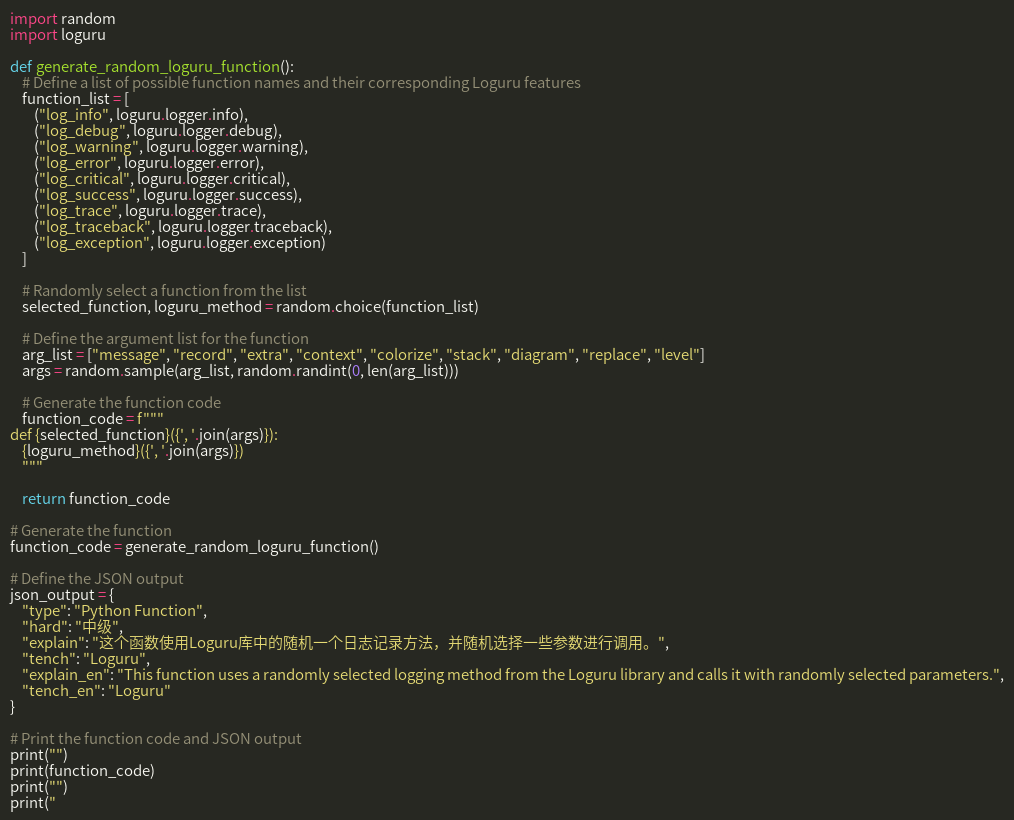 import random
import loguru

def generate_random_loguru_function():
    # Define a list of possible function names and their corresponding Loguru features
    function_list = [
        ("log_info", loguru.logger.info),
        ("log_debug", loguru.logger.debug),
        ("log_warning", loguru.logger.warning),
        ("log_error", loguru.logger.error),
        ("log_critical", loguru.logger.critical),
        ("log_success", loguru.logger.success),
        ("log_trace", loguru.logger.trace),
        ("log_traceback", loguru.logger.traceback),
        ("log_exception", loguru.logger.exception)
    ]

    # Randomly select a function from the list
    selected_function, loguru_method = random.choice(function_list)

    # Define the argument list for the function
    arg_list = ["message", "record", "extra", "context", "colorize", "stack", "diagram", "replace", "level"]
    args = random.sample(arg_list, random.randint(0, len(arg_list)))

    # Generate the function code
    function_code = f"""
def {selected_function}({', '.join(args)}):
    {loguru_method}({', '.join(args)})
    """

    return function_code

# Generate the function
function_code = generate_random_loguru_function()

# Define the JSON output
json_output = {
    "type": "Python Function",
    "hard": "中级",
    "explain": "这个函数使用Loguru库中的随机一个日志记录方法，并随机选择一些参数进行调用。",
    "tench": "Loguru",
    "explain_en": "This function uses a randomly selected logging method from the Loguru library and calls it with randomly selected parameters.",
    "tench_en": "Loguru"
}

# Print the function code and JSON output
print("")
print(function_code)
print("")
print("